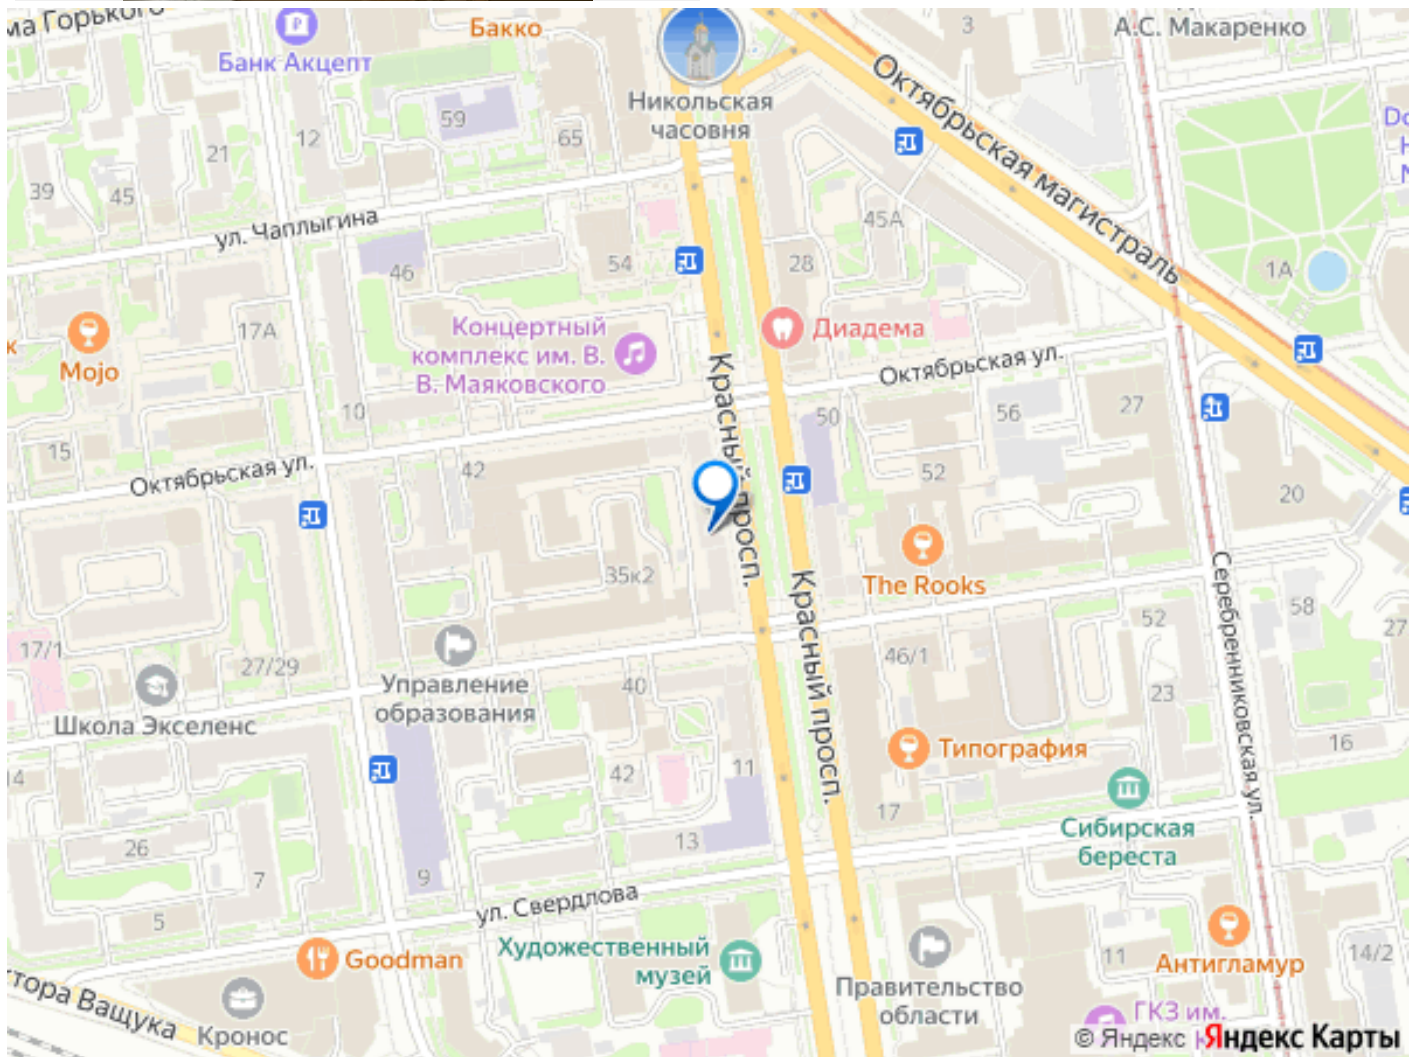 ма Горького
Банк Акцепт
Бакко
Никольская
часовня
А.С. Макаренко
3
Октябрьская магистраль
59
12
65
21
39
45
ул. Чаплыгина
45А
46
54
28
1А
17А
Mojo
Концертный
комплекс им. В.
В. Маяковского
Диадема
Октябрьская ул.
Красный просп.
10
50
56
27
15
Октябрьская ул.
42
52
20
35к2
The Rooks
Красный просп.
Серебренниковская ул.
58
52
27
17/1
27/29
Управление
образования
40
46/1
23
Школа Экселенс
Типография
16
14
42
11
17
Сибирская
береста
26
13
7
9
5
ул. Свердлова
Goodman
Художественный
музей
Правительство
области
11
Антигламур
14/2
тора Ващука
Кронос
ГКЗ им.
© Яндекс Яндекс Карты